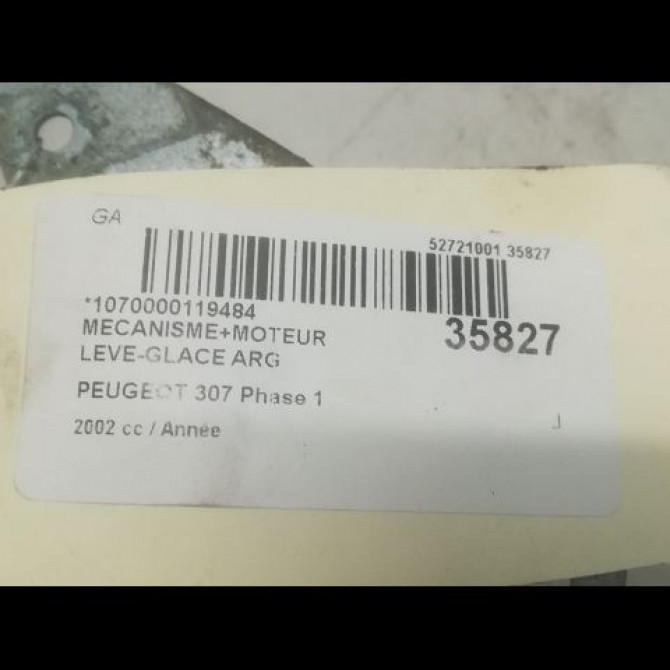 GA
52721001 35827
*1070000119484
MECANISME+MOTEUR
35827
LEVE-GLACE ARG
PEUGEOT 307 Phase 1
2002 cc / Année